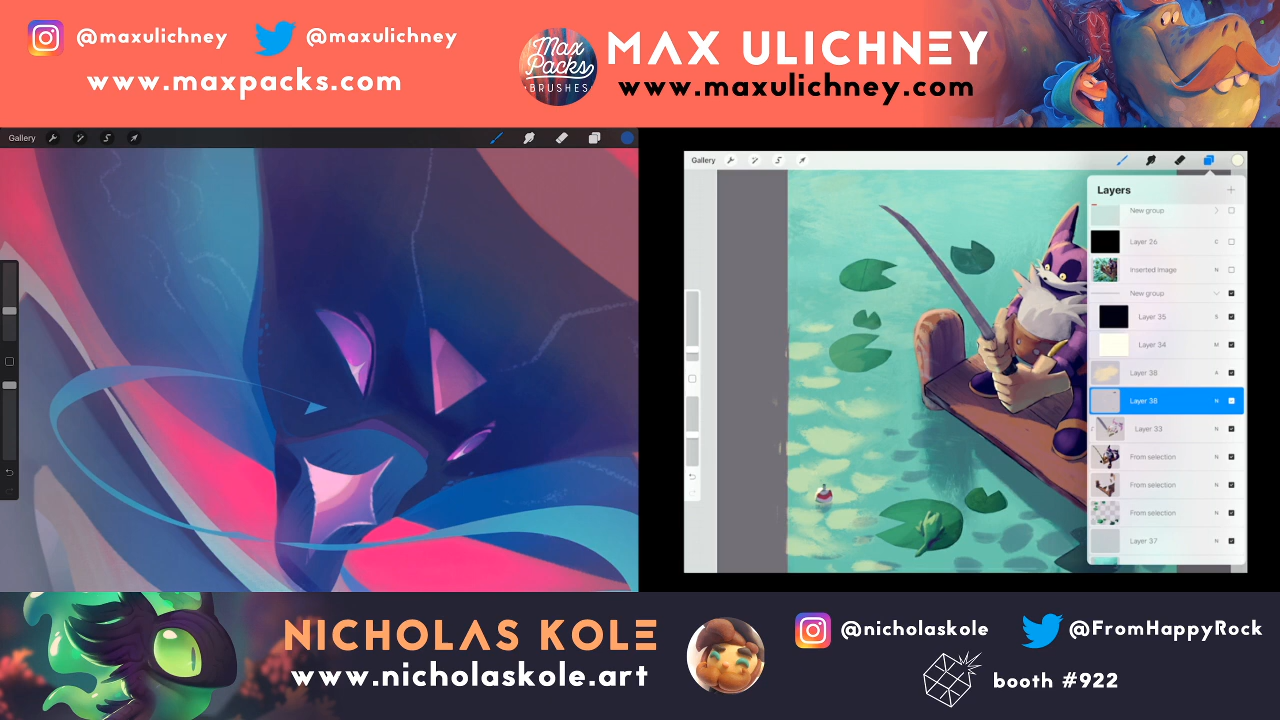 @maxulichney
@maxulichney
www.maxpacks.com
Max
Packs
BRUSHES
MAX ULICHNEY
www.maxulichney.com
Gallery
Gallery
Layers
New group
Layer 26 C
Inserted Image N
New group
Layer 35 S
Layer 34 M
Layer 38 A
Layer 38 N
Layer 33 N
From selection N
From selection N
From selection N
Layer 37 N
NICHOLAS KOLE
www.nicholaskole.art
@nicholaskole
@FromHappyRock
booth #922